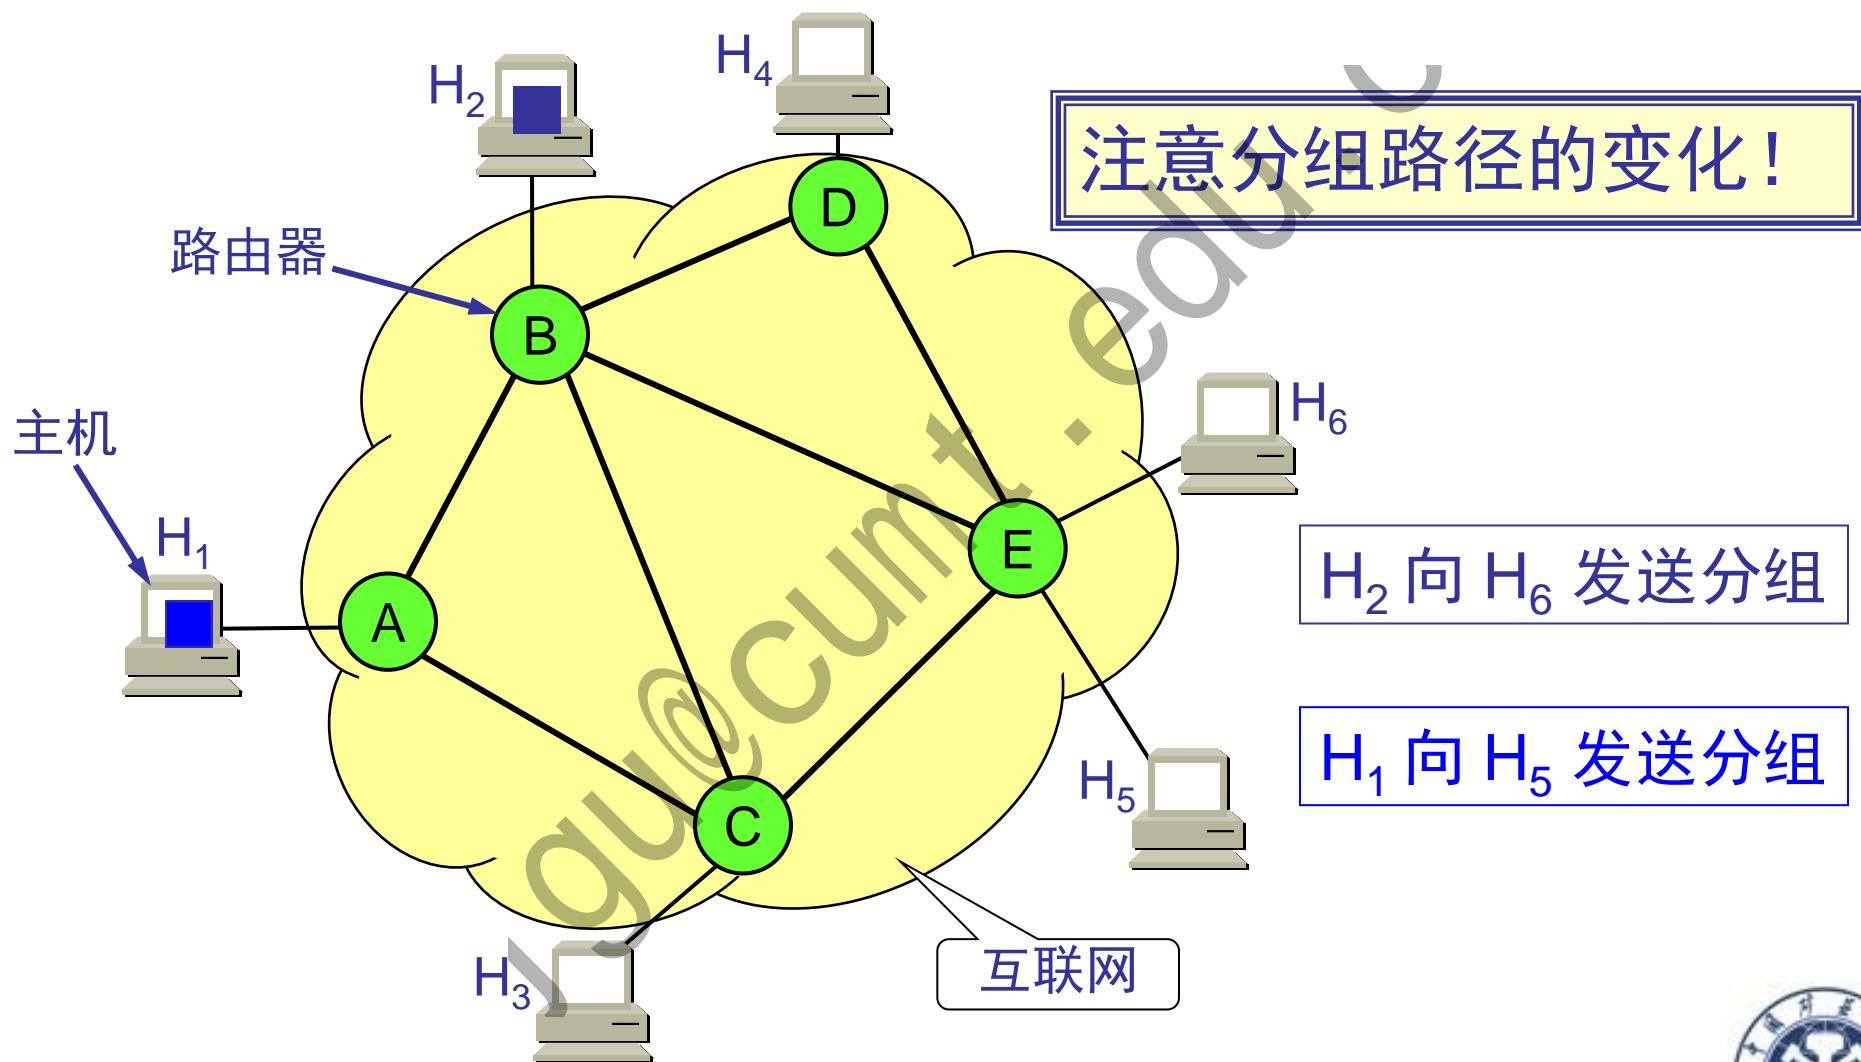 H4
H2
注意分组路径的变化！
D
路由器
B
H6
主机
H1
E
H2 向 H6 发送分组
A
H1 向 H5 发送分组
H5
C
互联网
H3
gu@cumt.edu.c